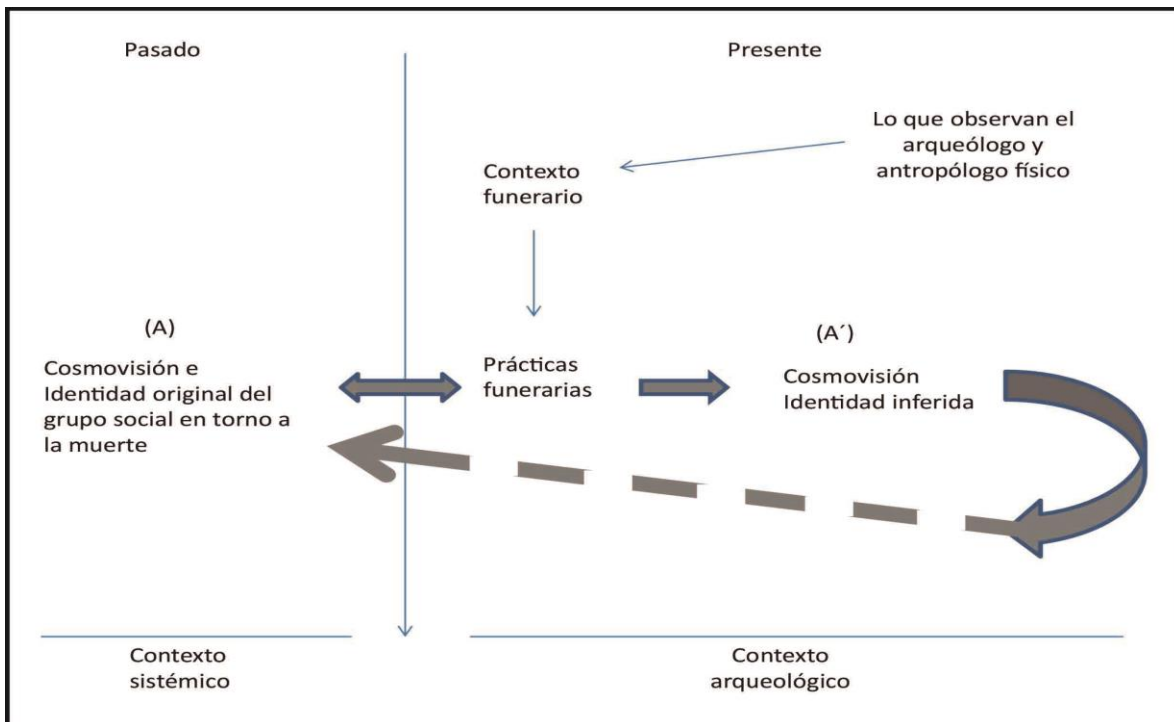 Pasado
Presente
Lo que observan el
arqueólogo y
antropólogo físico
Contexto
funerario
(A)
Cosmovisión e
Identidad original del
grupo social en torno a
la muerte
Prácticas
funerarias
(A´)
Cosmovisión
Identidad inferida
Contexto
sistémico
Contexto
arqueológico